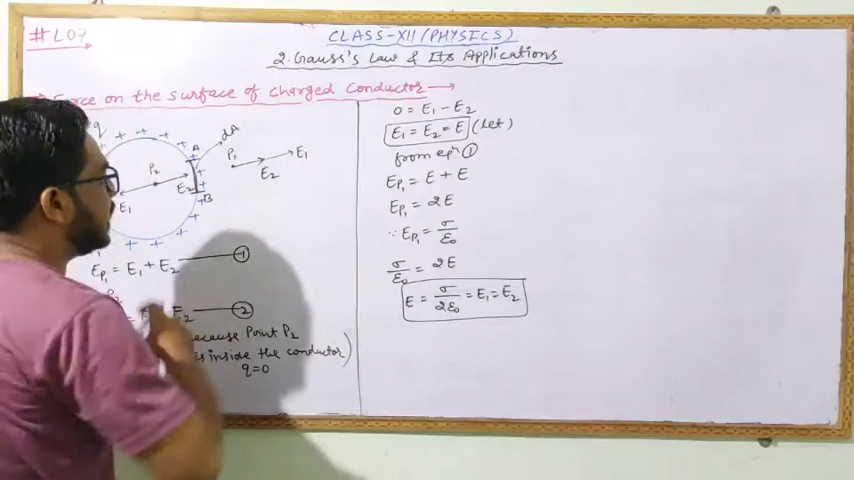 #L07
CLASS-XII (PHYSICS)
2. Gauss's Law & Its Applications
Force on the surface of charged Conductor →
q
+ + + + + + + + + + + +
A
dA
P2
E2
B
E1
P1
E1
E2
EP1 = E1 + E2 ——— 1
P2
E2 ——— 2
because Point P2
is inside the conductor)
q=0
0 = E1 - E2
E1 = E2 = E (let)
from eqn 1
EP1 = E + E
EP1 = 2E
∵ EP1 = σ/ε0
σ/ε0 = 2E
E = σ/2ε0 = E1 = E2